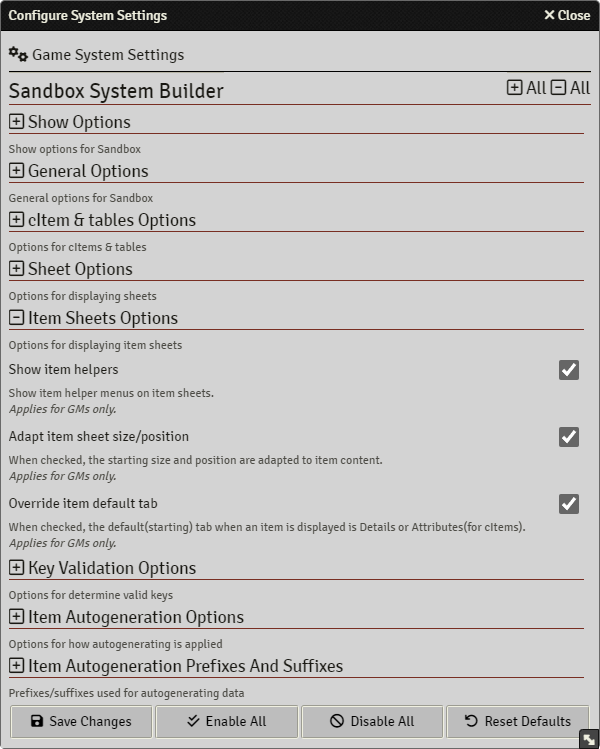 Configure System Settings
Close
Game System Settings
Sandbox System Builder
All All
Show Options
Show options for Sandbox
General Options
General options for Sandbox
cItem & tables Options
Options for cItems & tables
Sheet Options
Options for displaying sheets
Item Sheets Options
Options for displaying item sheets
Show item helpers
Show item helper menus on item sheets.
Applies for GMs only.
Adapt item sheet size/position
When checked, the starting size and position are adapted to item content.
Applies for GMs only.
Override item default tab
When checked, the default(starting) tab when an item is displayed is Details or Attributes(for cItems).
Applies for GMs only.
Key Validation Options
Options for determine valid keys
Item Autogeneration Options
Options for how autogenerating is applied
Item Autogeneration Prefixes And Suffixes
Prefixes/suffixes used for autogenerating data
Save Changes
Enable All
Disable All
Reset Defaults